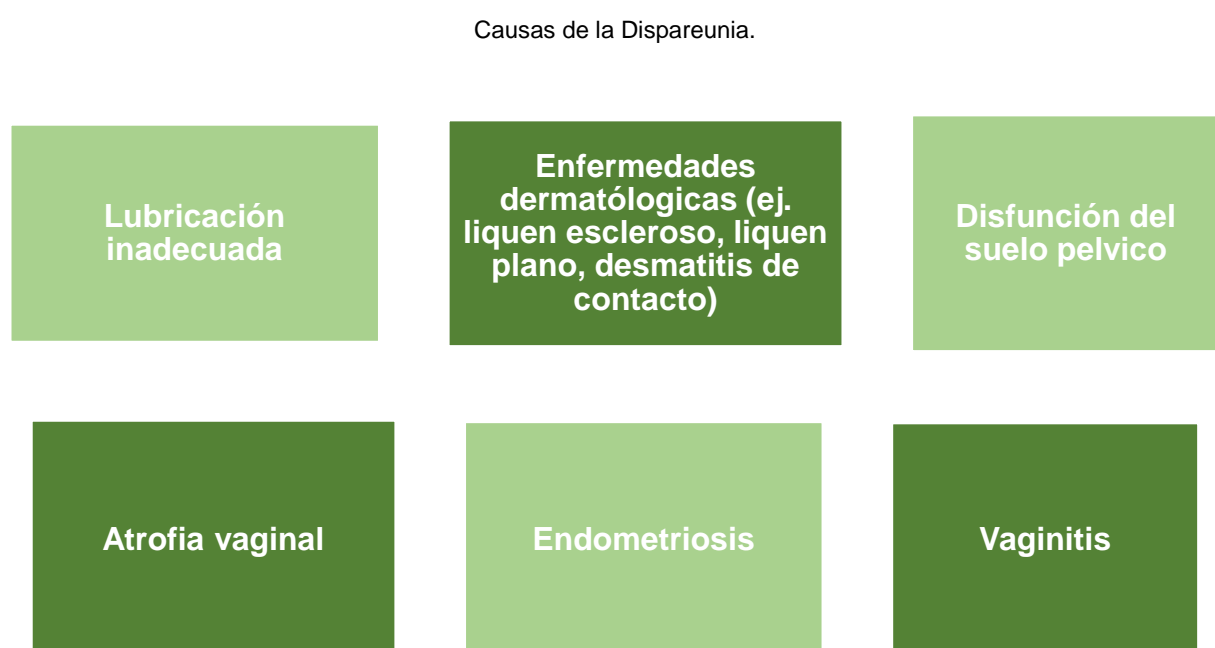 Causas de la Dispareunia.
Lubricación
inadecuada
Enfermedades
dermatólogicas (ej.
liquen escleroso, liquen
plano, desmatitis de
contacto)
Disfunción del
suelo pelvico
Atrofia vaginal
Endometriosis
Vaginitis